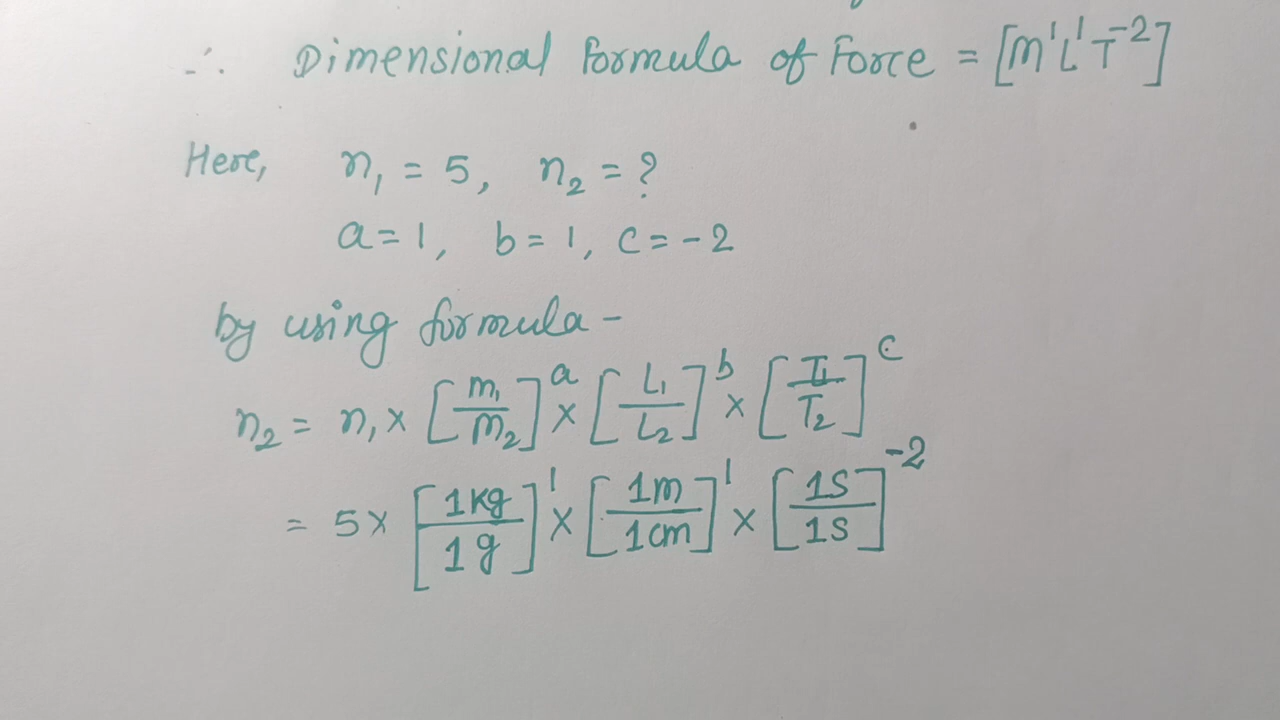 ∴ Dimensional formula of Force = [M¹L¹T⁻²]
Here, n₁ = 5, n₂ = ?
a = 1, b = 1, c = -2
by using formula -
n₂ = n₁ × [M₁/M₂]ᵃ × [L₁/L₂]ᵇ × [T₁/T₂]ᶜ
= 5 × [1kg/1g]¹ × [1m/1cm]¹ × [1s/1s]⁻²